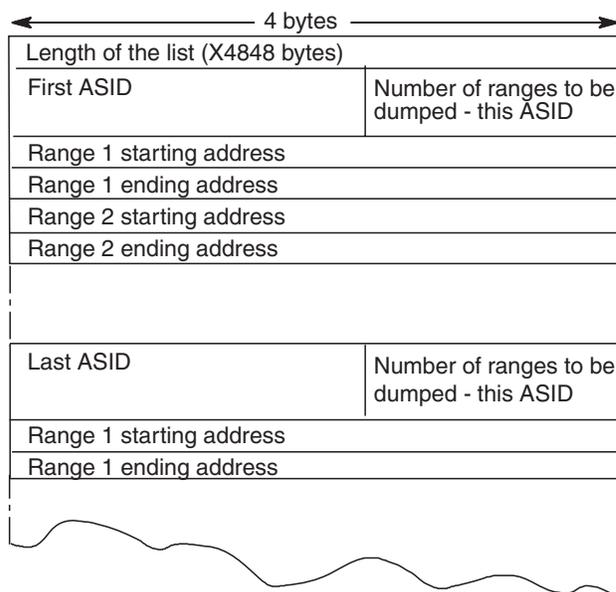 4 bytes
Length of the list (X4848 bytes)
First ASID
Number of ranges to be
dumped - this ASID
Range 1 starting address
Range 1 ending address
Range 2 starting address
Range 2 ending address
Last ASID
Number of ranges to be
dumped - this ASID
Range 1 starting address
Range 1 ending address